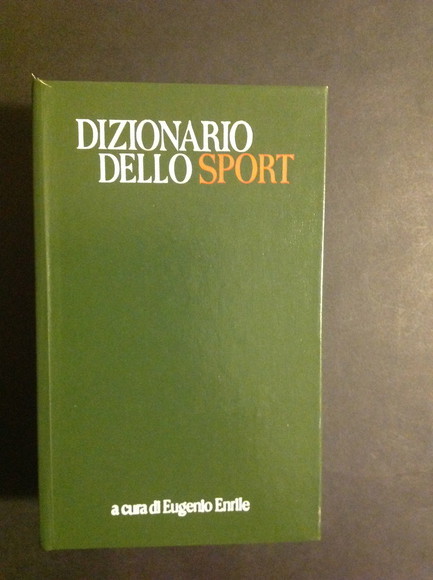 DIZIONARIO
DELLO SPORT
a cura di Eugenio Enrile